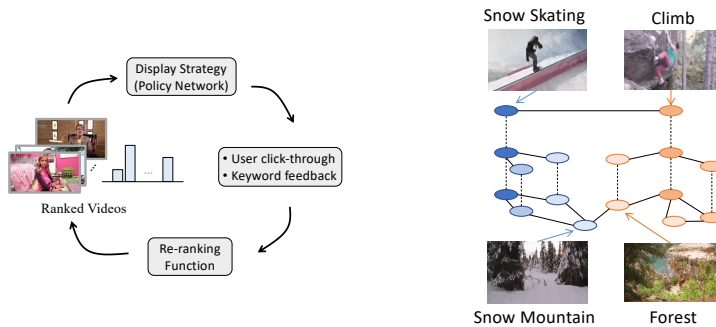 Display Strategy
(Policy Network)
• User click-through
• Keyword feedback
...
...
Ranked Videos
Re-ranking
Function
Snow Skating
Climb
Snow Mountain
Forest